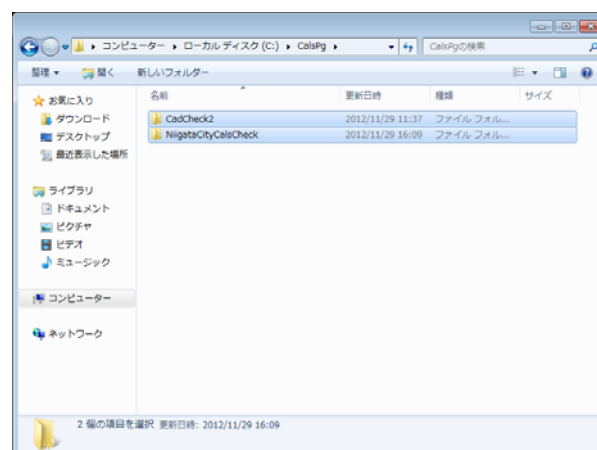 コンピューター ▸ ローカル ディスク (C:) ▸ CalsPg ▸
CalsPgの検索
整理 ▼ 開く 新しいフォルダー
お気に入り
ダウンロード
デスクトップ
最近表示した場所
ライブラリ
ドキュメント
ピクチャ
ビデオ
ミュージック
コンピューター
ネットワーク
名前 更新日時 種類 サイズ
CadCheck2 2012/11/29 11:37 ファイル フォル...
NiigataCityCalsCheck 2012/11/29 16:09 ファイル フォル...
2 個の項目を選択 更新日時: 2012/11/29 16:09